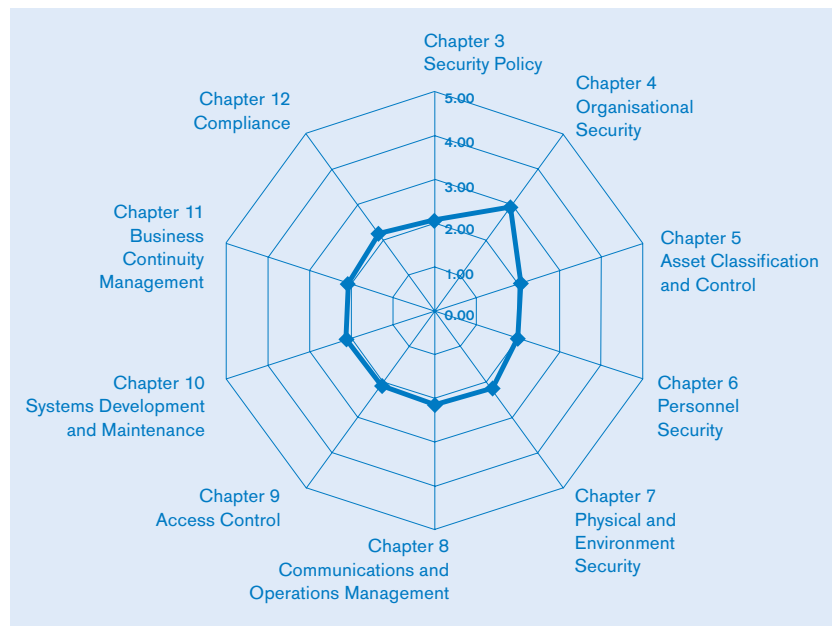 Chapter 3
Security Policy
Chapter 4
Organisational
Security
Chapter 5
Asset Classification
and Control
Chapter 6
Personnel
Security
Chapter 7
Physical and
Environment
Security
Chapter 8
Communications and
Operations Management
Chapter 9
Access Control
Chapter 10
Systems Development
and Maintenance
Chapter 11
Business
Continuity
Management
Chapter 12
Compliance
5.00
4.00
3.00
2.00
1.00
0.00